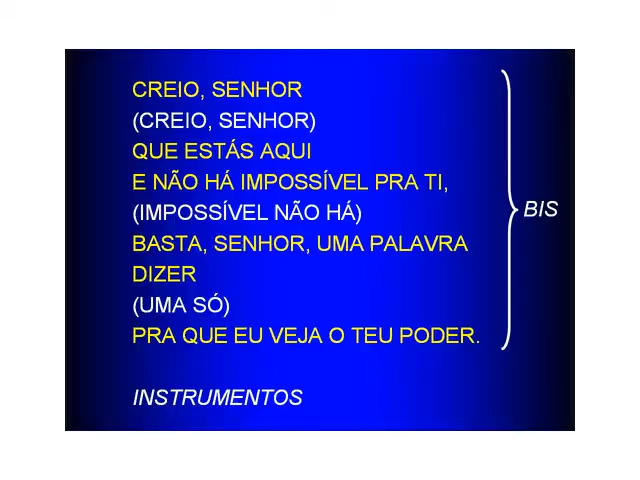 CREIO, SENHOR
(CREIO, SENHOR)
QUE ESTÁS AQUI
E NÃO HÁ IMPOSSÍVEL PRA TI,
(IMPOSSÍVEL NÃO HÁ)
BIS
BASTA, SENHOR, UMA PALAVRA
DIZER
(UMA SÓ)
PRA QUE EU VEJA O TEU PODER.
INSTRUMENTOS